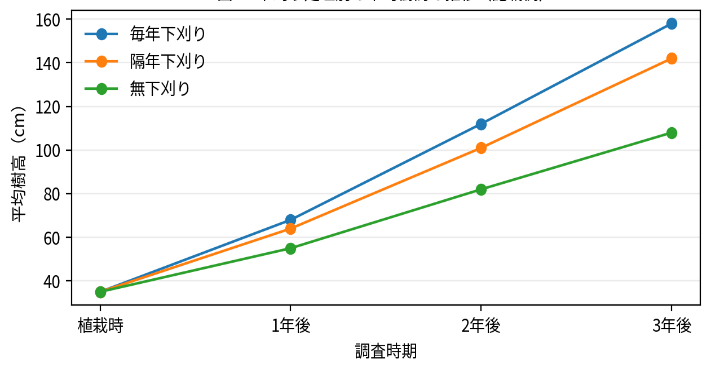 160
140
120
100
80
60
40
平均樹高（cm）
毎年下刈り
隔年下刈り
無下刈り
植栽時 1年後 2年後 3年後
調査時期